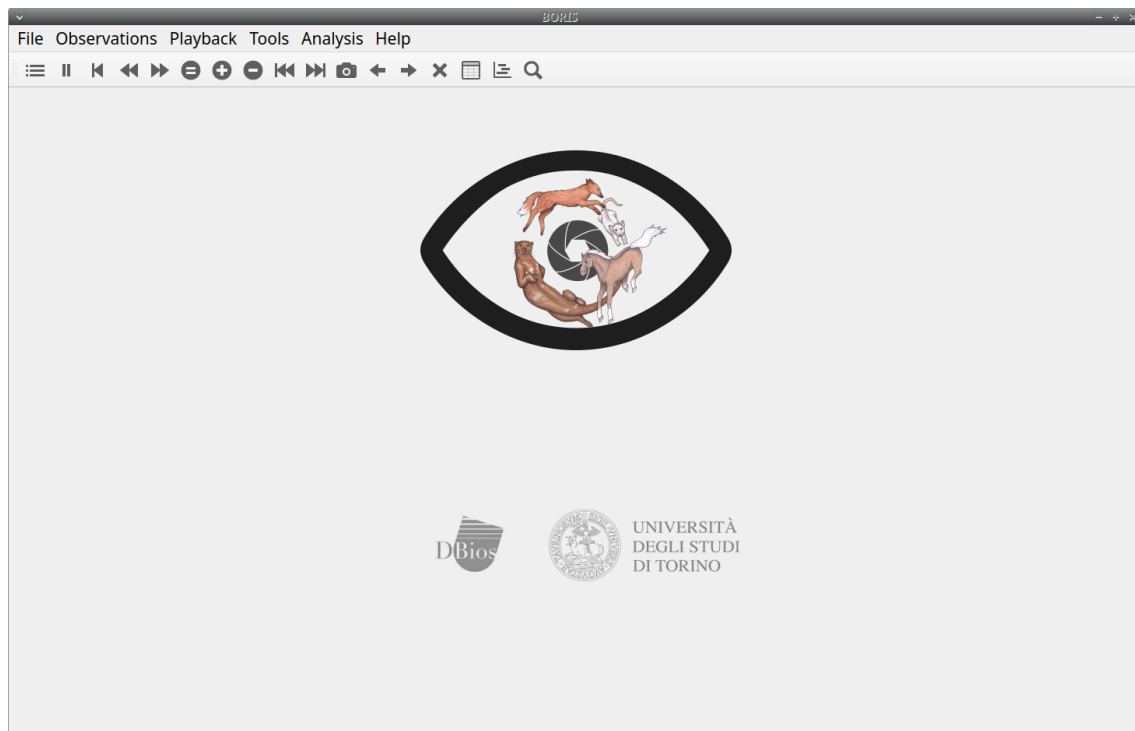 BORIS
File Observations Playback Tools Analysis Help
DBios
UNIVERSITÀ
DEGLI STUDI
DI TORINO